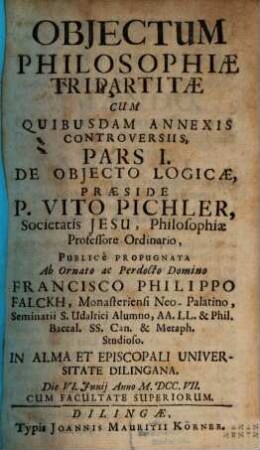 OBJECTUM
PHILOSOPHIÆ
TRIPARTITÆ
CUM
QUIBUSDAM ANNEXIS
CONTROVERSIIS,
PARS I.
DE OBJECTO LOGICÆ,
PRÆSIDE
P. VITO PICHLER,
Societatis JESU, Philosophiæ
Professore Ordinario,
PUBLICÈ PROPUGNATA
Ab Ornato ac Perdocto Domino
FRANCISCO PHILIPPO
FALCKH, Monasteriensi Neo-Palatino,
Seminarii S. Udalrici Alumno, AA. LL. & Phil.
Baccal. SS. Can. & Metaph.
Studioso.
IN ALMA ET EPISCOPALI UNIVER-
SITATE DILINGANA.
Die VI. Junij Anno M. DCC. VII.
CUM FACULTATE SUPERIORUM.
DILINGÆ,
Typis JOANNIS MAURITII KÖRNER.